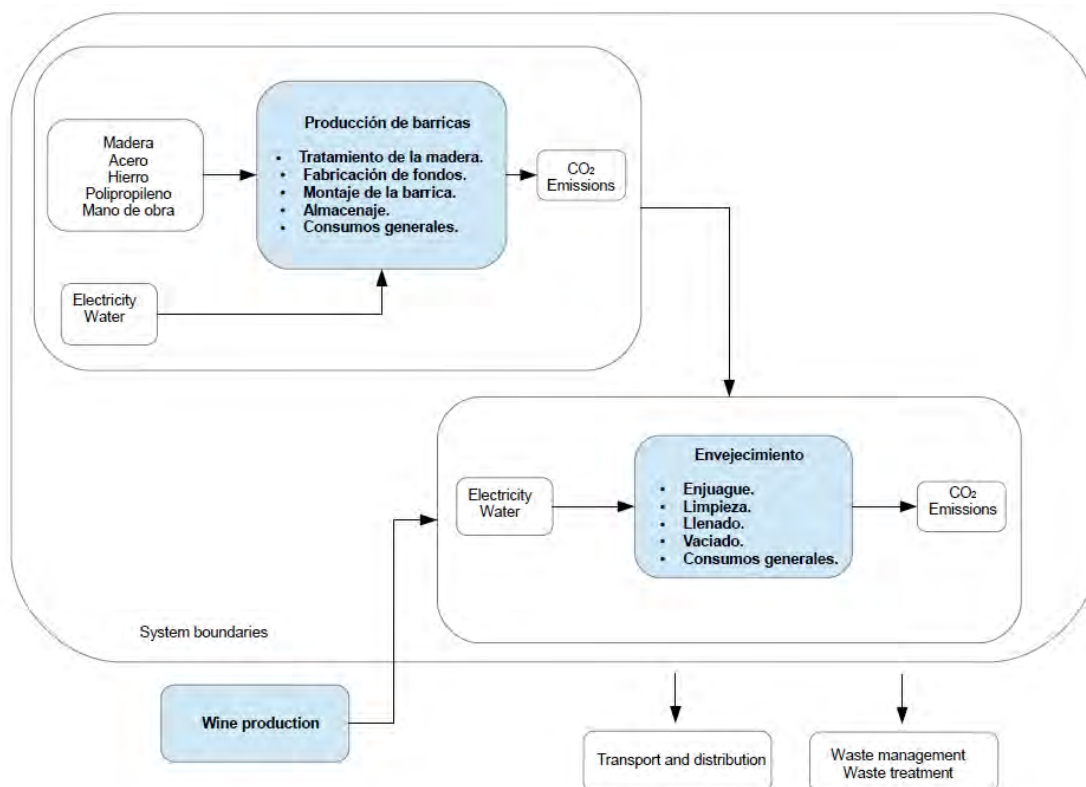 Producción de barricas
Madera
Acero
Hierro
Polipropileno
Mano de obra
• Tratamiento de la madera.
• Fabricación de fondos.
• Montaje de la barrica.
• Almacenaje.
• Consumos generales.
CO₂
Emissions
Electricity
Water
Envejecimiento
Electricity
Water
• Enjuague.
• Limpieza.
• Llenado.
• Vaciado.
• Consumos generales.
CO₂
Emissions
System boundaries
Wine production
Transport and distribution
Waste management
Waste treatment